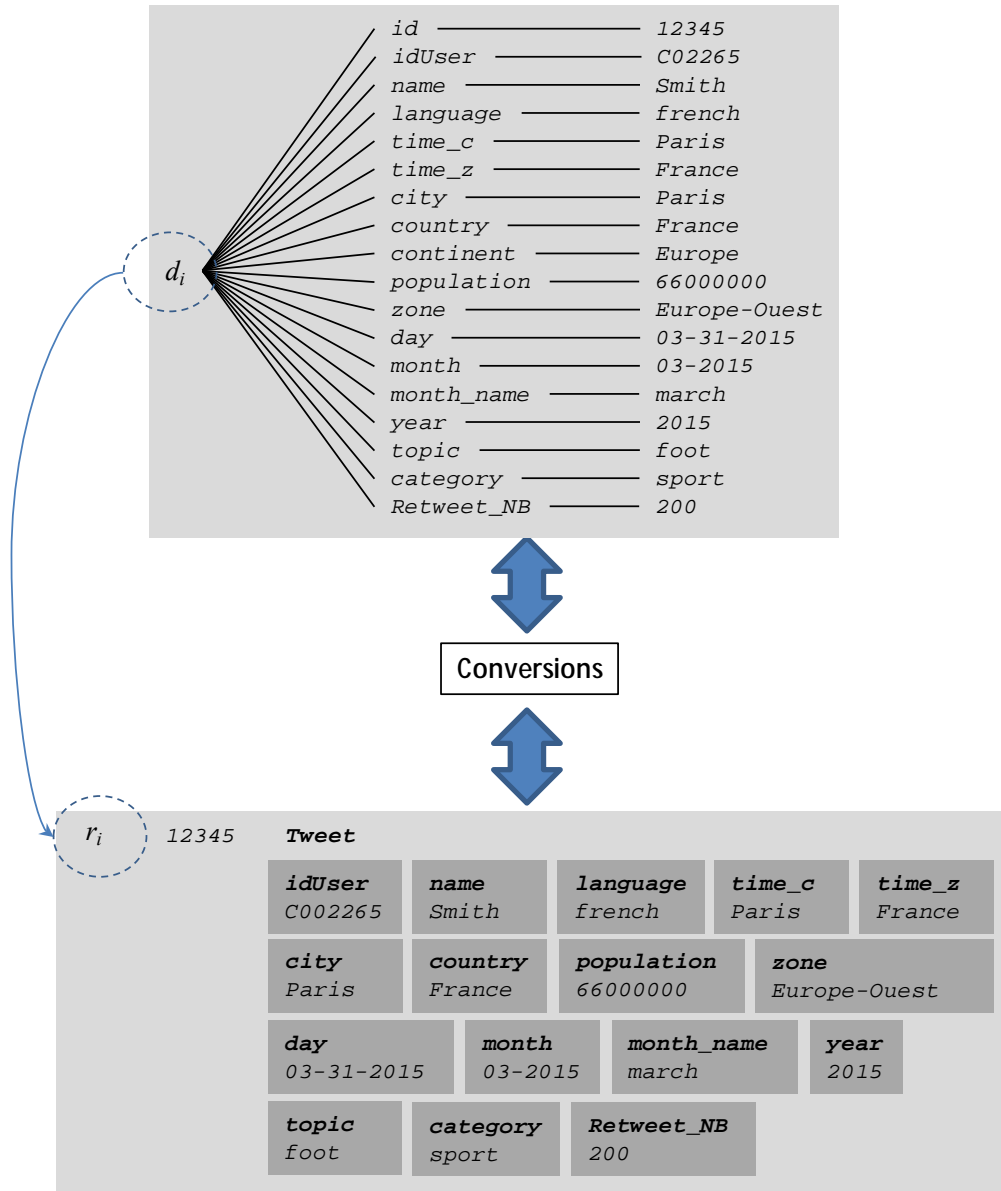 id 12345
idUser C02265
name Smith
language french
time_c Paris
time_z France
city Paris
country France
continent Europe
d_i
population 66000000
zone Europe-Ouest
day 03-31-2015
month 03-2015
month_name march
year 2015
topic foot
category sport
Retweet_NB 200
Conversions
r_i 12345 Tweet
idUser name language time_c time_z
C002265 Smith french Paris France
city country population zone
Paris France 66000000 Europe-Ouest
day month month_name year
03-31-2015 03-2015 march 2015
topic category Retweet_NB
foot sport 200